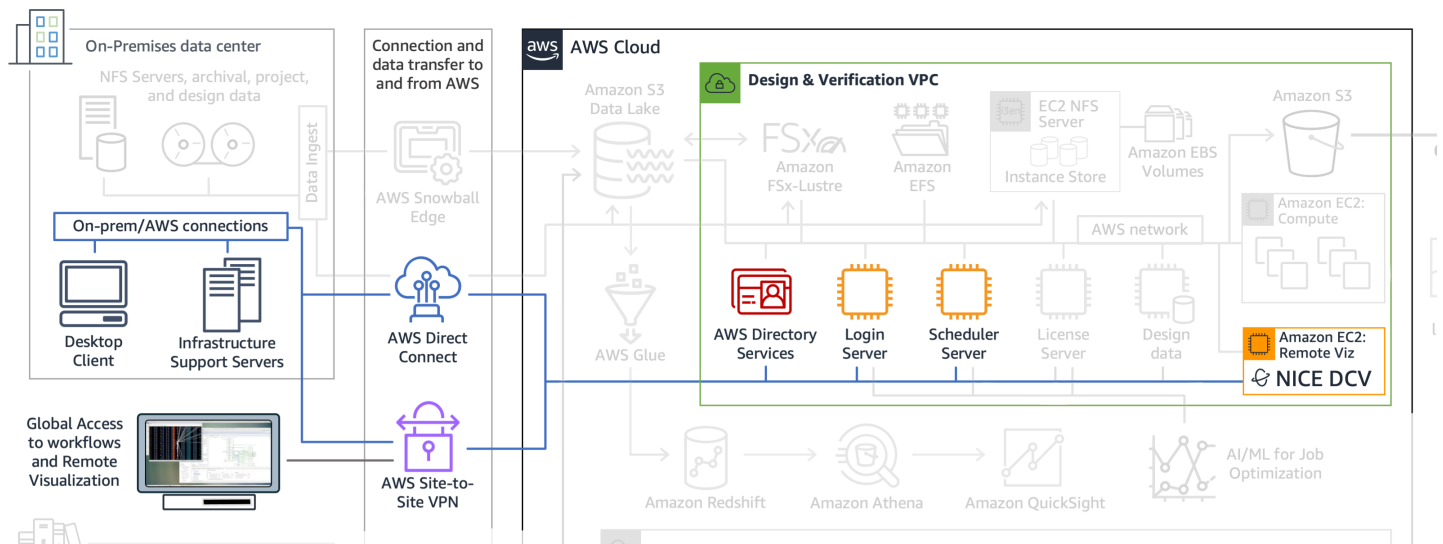 On-Premises data center
NFS Servers, archival, project,
and design data
Data Ingest
On-prem/AWS connections
Desktop
Client
Infrastructure
Support Servers
Global Access
to workflows
and Remote
Visualization
Connection and
data transfer to
and from AWS
AWS Snowball
Edge
AWS Direct
Connect
AWS Site-to-
Site VPN
aws
AWS Cloud
Amazon S3
Data Lake
AWS Glue
Design & Verification VPC
FSx
Amazon
FSx-Lustre
Amazon
EFS
EC2 NFS
Server
Instance Store
Amazon EBS
Volumes
Amazon S3
AWS network
Amazon EC2:
Compute
AWS Directory
Services
Login
Server
Scheduler
Server
License
Server
Design
data
Amazon EC2:
Remote Viz
NICE DCV
Amazon Redshift
Amazon Athena
Amazon QuickSight
AI/ML for Job
Optimization